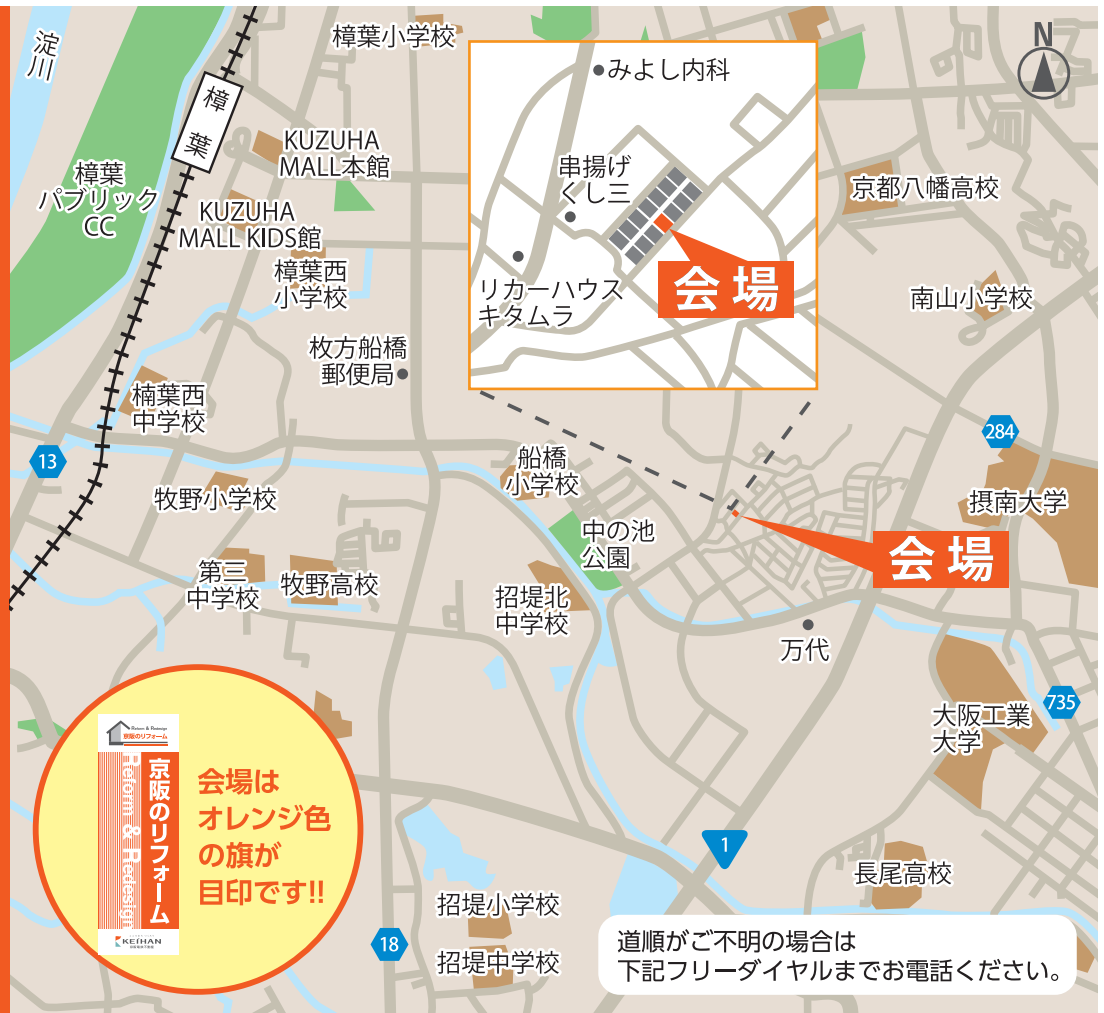 淀川
樟葉小学校
N
みよし内科
樟葉
KUZUHA
MALL本館
串揚げ
くし三
京都八幡高校
樟葉
パブリック
CC
KUZUHA
MALL KIDS館
樟葉西
小学校
会場
リカーハウス
キタムラ
南山小学校
枚方船橋
郵便局
楠葉西
中学校
284
13
船橋
小学校
牧野小学校
摂南大学
中の池
公園
会場
第三
中学校
牧野高校
招堤北
中学校
万代
735
大阪工業
大学
Reform & Redesign
京阪のリフォーム
京阪のリフォーム
Reform & Redesign
KEIHAN
会場は
オレンジ色
の旗が
目印です!!
1
長尾高校
招堤小学校
18
招堤中学校
道順がご不明の場合は
下記フリーダイヤルまでお電話ください。